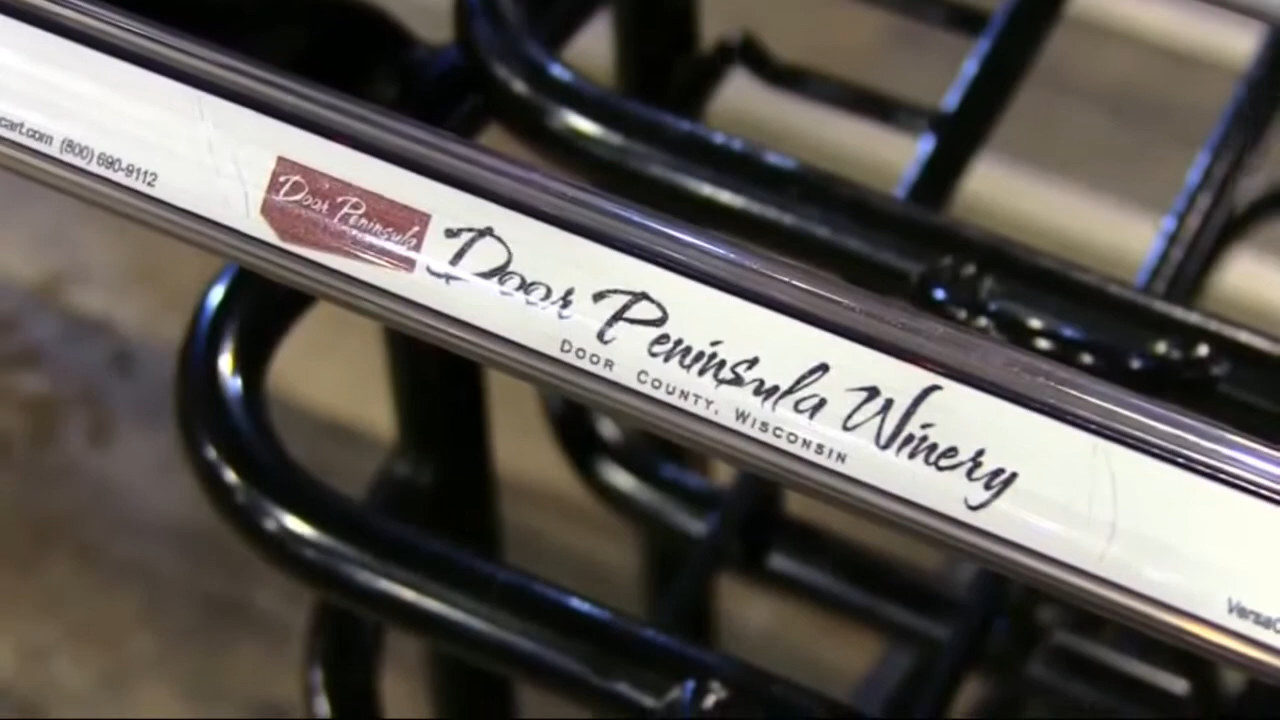 cart.com (800) 690-9112
Door Peninsula
Door Peninsula Winery
Door County, Wisconsin